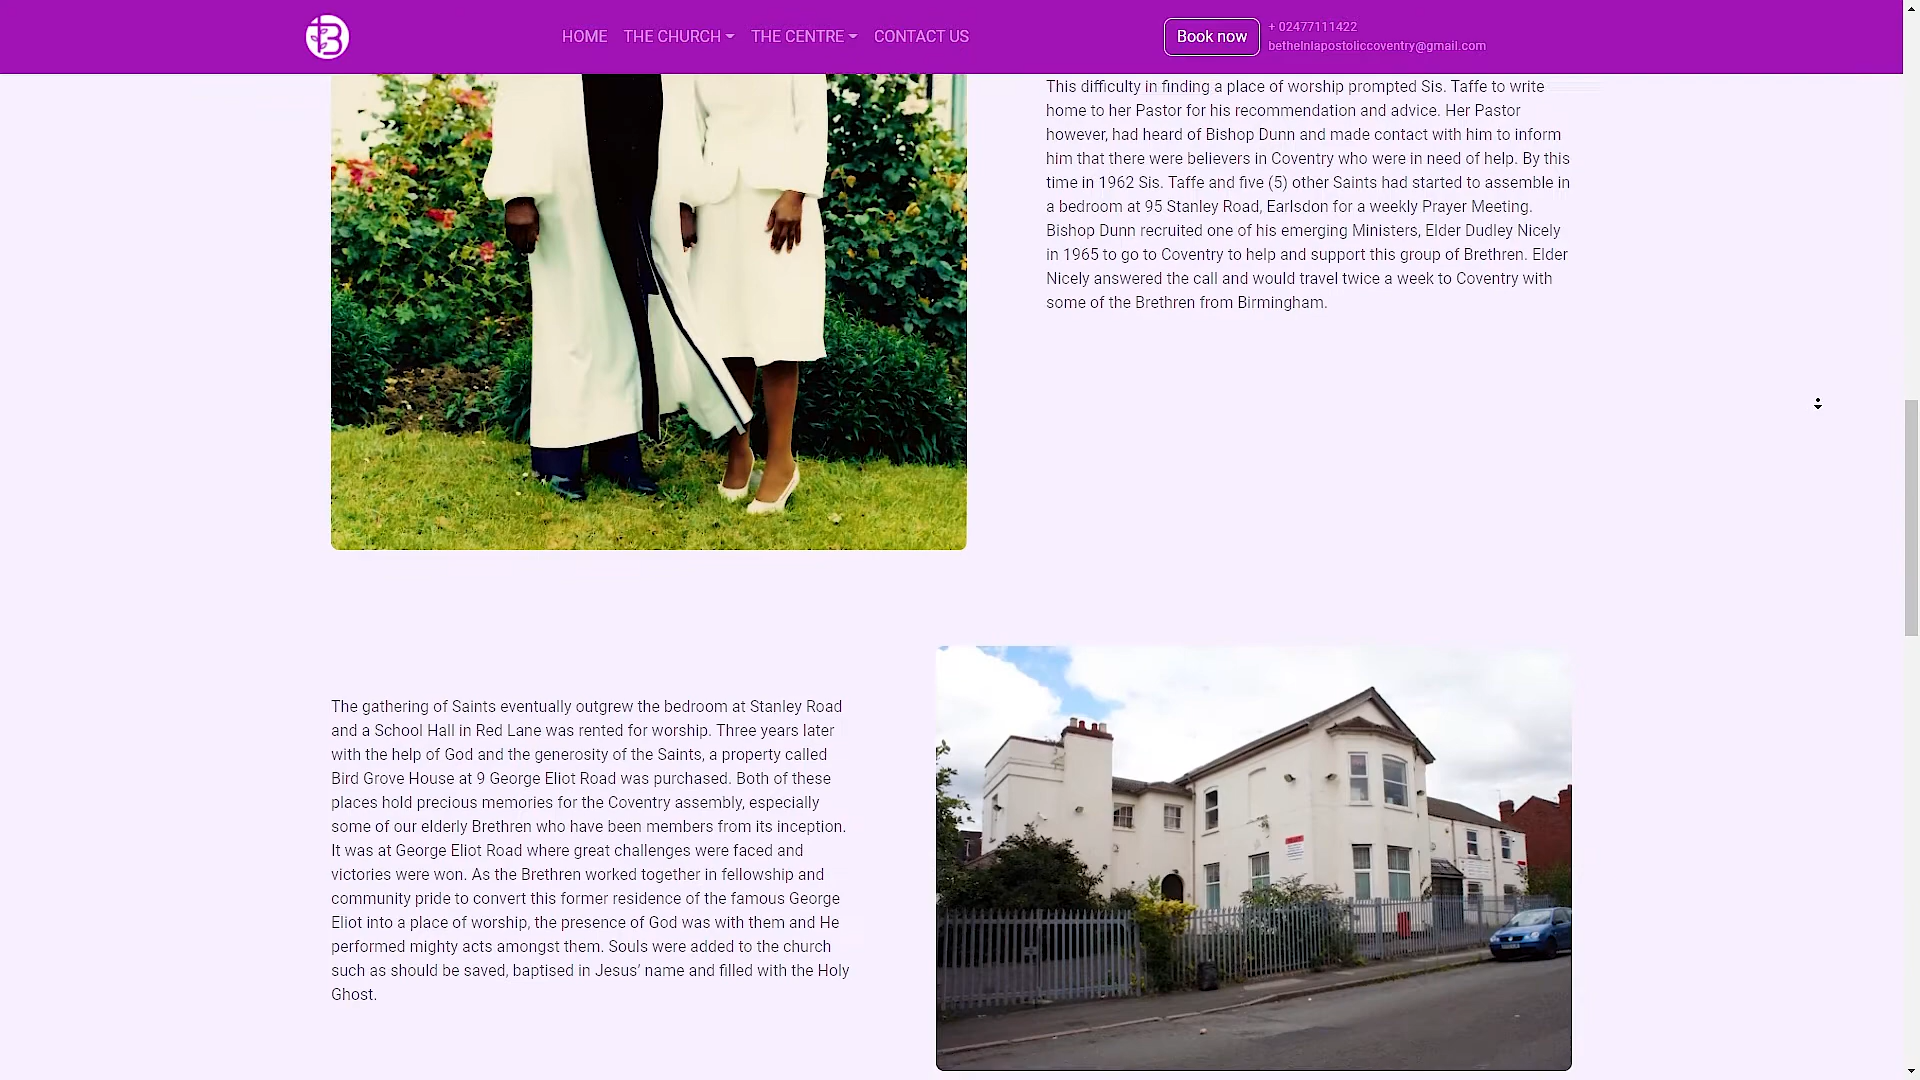 HOME THE CHURCH THE CENTRE CONTACT US
Book now
+ 02477111422
bethelnlapostoliccoventry@gmail.com
This difficulty in finding a place of worship prompted Sis. Taffe to write
home to her Pastor for his recommendation and advice. Her Pastor
however, had heard of Bishop Dunn and made contact with him to inform
him that there were believers in Coventry who were in need of help. By this
time in 1962 Sis. Taffe and five (5) other Saints had started to assemble in
a bedroom at 95 Stanley Road, Earlsdon for a weekly Prayer Meeting.
Bishop Dunn recruited one of his emerging Ministers, Elder Dudley Nicely
in 1965 to go to Coventry to help and support this group of Brethren. Elder
Nicely answered the call and would travel twice a week to Coventry with
some of the Brethren from Birmingham.
The gathering of Saints eventually outgrew the bedroom at Stanley Road
and a School Hall in Red Lane was rented for worship. Three years later
with the help of God and the generosity of the Saints, a property called
Bird Grove House at 9 George Eliot Road was purchased. Both of these
places hold precious memories for the Coventry assembly, especially
some of our elderly Brethren who have been members from its inception.
It was at George Eliot Road where great challenges were faced and
victories were won. As the Brethren worked together in fellowship and
community pride to convert this former residence of the famous George
Eliot into a place of worship, the presence of God was with them and He
performed mighty acts amongst them. Souls were added to the church
such as should be saved, baptised in Jesus’ name and filled with the Holy
Ghost.